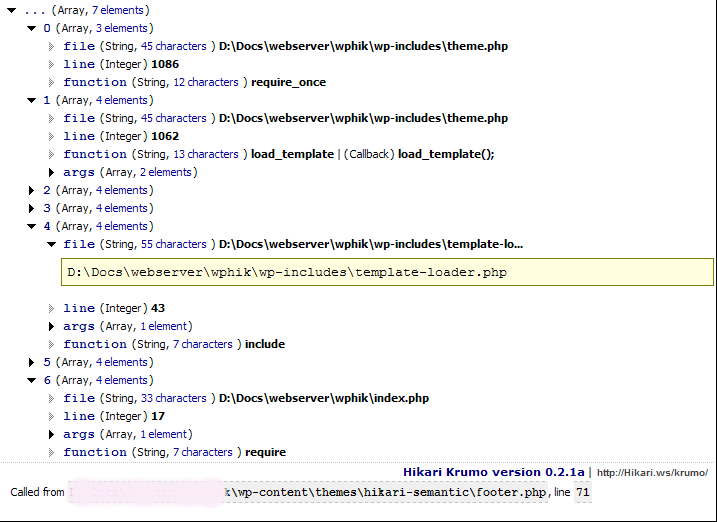 ... (Array, 7 elements)
0 (Array, 3 elements)
file (String, 45 characters ) D:\Docs\webserver\wphik\wp-includes\theme.php
line (Integer) 1086
function (String, 12 characters ) require_once
1 (Array, 4 elements)
file (String, 45 characters ) D:\Docs\webserver\wphik\wp-includes\theme.php
line (Integer) 1062
function (String, 13 characters ) load_template | (Callback) load_template();
args (Array, 2 elements)
2 (Array, 4 elements)
3 (Array, 4 elements)
4 (Array, 4 elements)
file (String, 55 characters ) D:\Docs\webserver\wphik\wp-includes\template-lo...
D:\Docs\webserver\wphik\wp-includes\template-loader.php
line (Integer) 43
args (Array, 1 element)
function (String, 7 characters ) include
5 (Array, 4 elements)
6 (Array, 4 elements)
file (String, 33 characters ) D:\Docs\webserver\wphik\index.php
line (Integer) 17
args (Array, 1 element)
function (String, 7 characters ) require
Hikari Krumo version 0.2.1a | http://Hikari.ws/krumo/
Called from k\wp-content\themes\hikari-semantic\footer.php, line 71